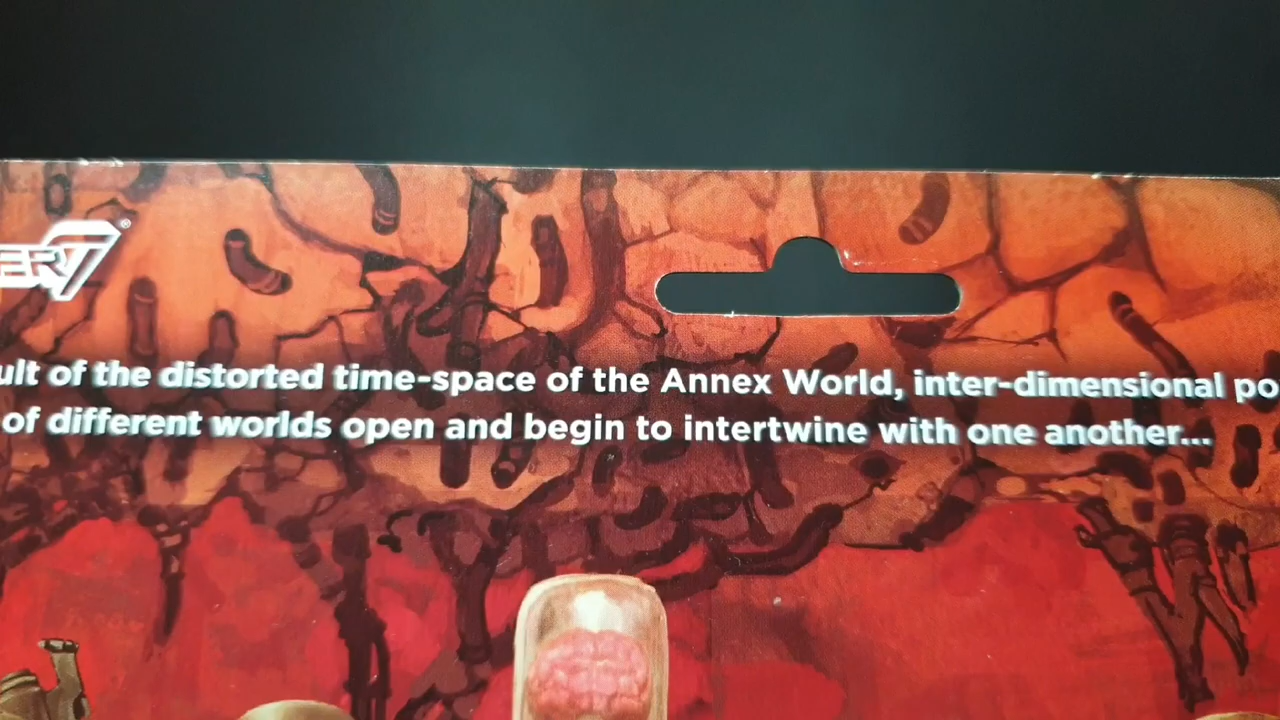 ER7®
ult of the distorted time-space of the Annex World, inter-dimensional po
of different worlds open and begin to intertwine with one another...